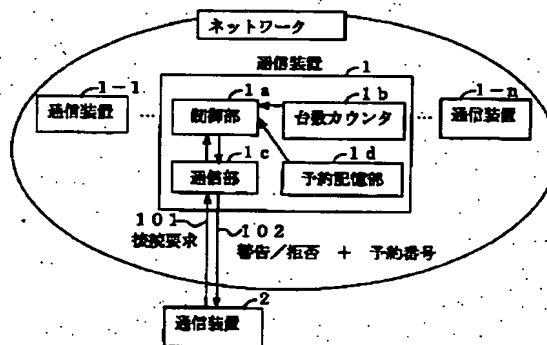 ネットワータ
通信装置 1
1-1
通信装置
…
1a
制御部
1b
台数カウンタ
…
1-n
通信装置
1c
通信部
1d
予約記憶部
101
接続要求
102
警告/拒否 + 予約番号
2
通信装置